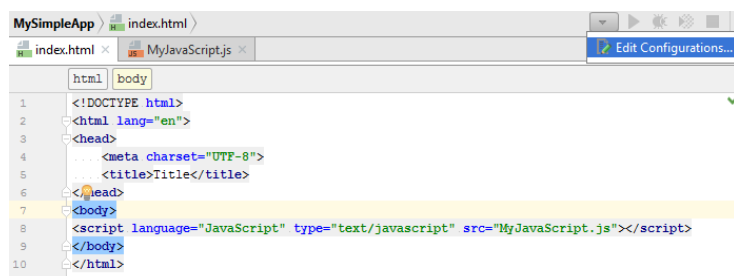 MySimpleApp index.html
index.html MyJavaScript.js
Edit Configurations...
html body
1 <!DOCTYPE html>
2 <html lang="en">
3 <head>
4 <meta charset="UTF-8">
5 <title>Title</title>
6 </head>
7 <body>
8 <script language="JavaScript" type="text/javascript" src="MyJavaScript.js"></script>
9 </body>
10 </html>